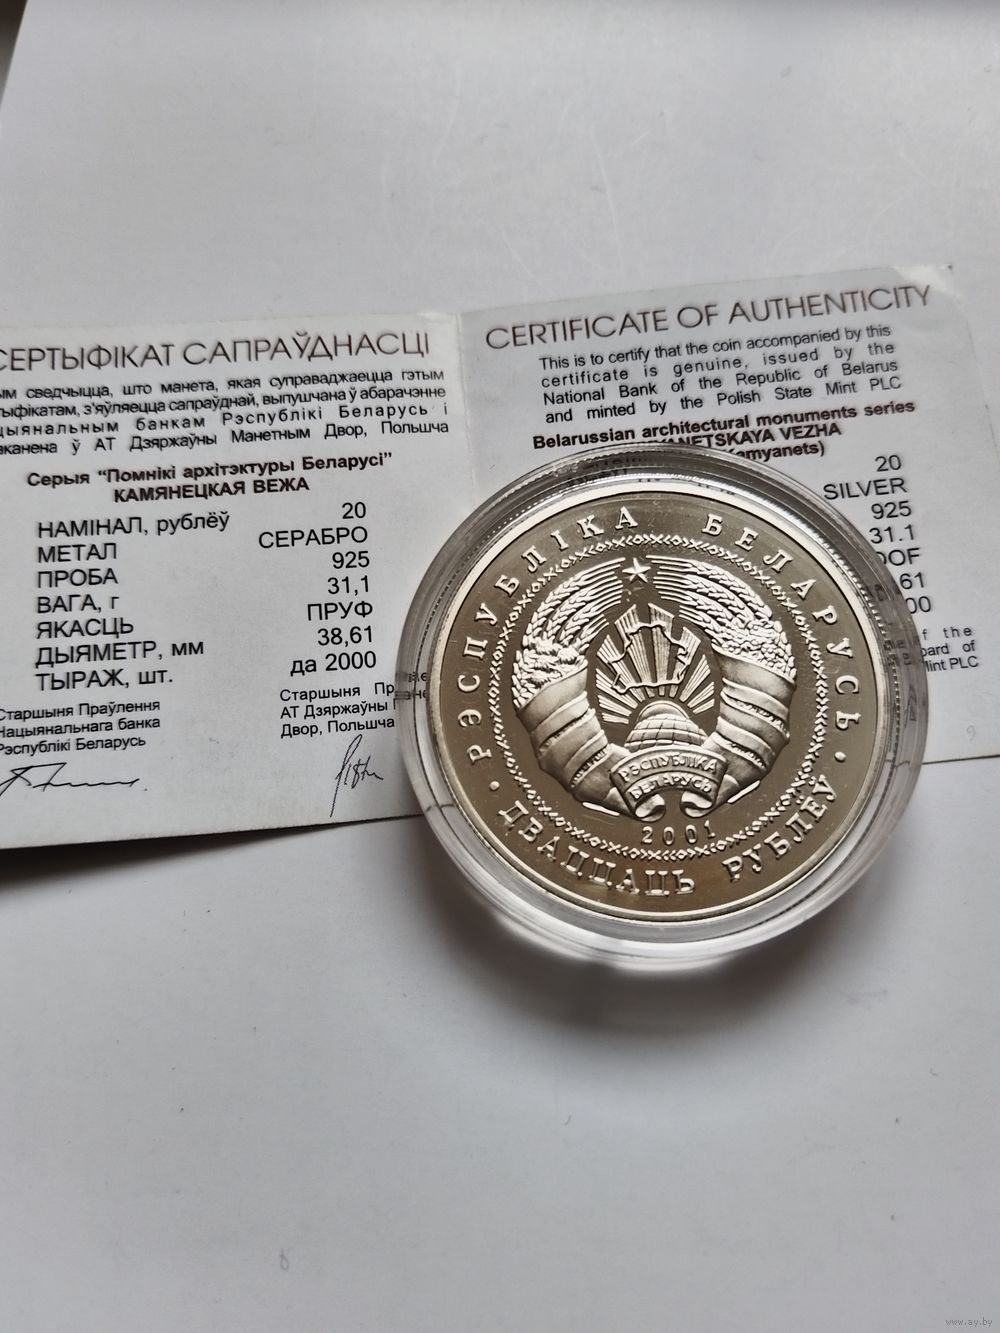 СЕРТЫФІКАТ САПРАЎДНАСЦІ
сведчыцца, што манета, якая суправаджаецца гэтым
з'яўляецца сапраўднай, выпушчана ў абарачэнне
банкам Рэспублікі Беларусь і
ў АТ Дзяржаўны Манетным Двор, Польшча
Серыя "Помнікі архітэктуры Беларусі"
КАМЯНЕЦКАЯ ВЕЖА
НАМІНАЛ, рублёў 20
МЕТАЛ СЕРАБРО
ПРОБА 925
ВАГА, г 31,1
ЯКАСЦЬ ПРУФ
ДЫЯМЕТР, мм 38,61
ТЫРАЖ, шт. да 2000
Старшыня Праўлення
Нацыянальнага банка
Рэспублікі Беларусь
Старшыня
АТ Дзяржаўны
Двор, Польшча
CERTIFICATE OF AUTHENTICITY
This is to certify that the coin accompanied by this
certificate is genuine, issued by the
National Bank of the Republic of Belarus
and minted by the Polish State Mint PLC
Belarussian architectural monuments series
VEZHA
20
SILVER
925
31.1
of the
Mint PLC
РЭСПУБЛІКА БЕЛАРУСЬ
РЭСПУБЛІКА
БЕЛАРУСЬ
2001
ДВАЦЦАЦЬ РУБЛЁЎ
www.ay.by